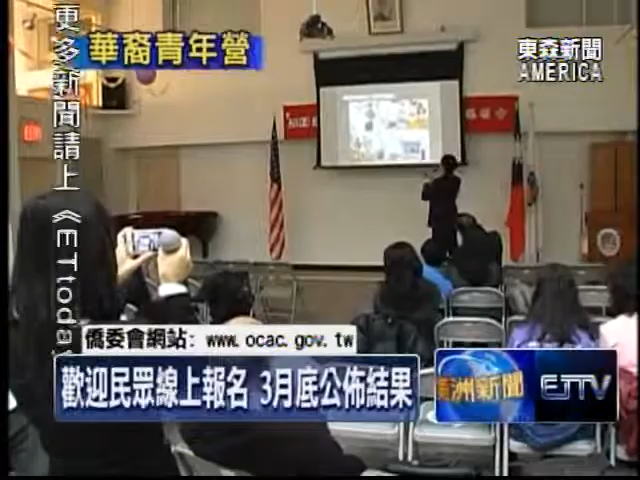 更多新聞請上《ETtoday
華裔青年營
東森新聞
AMERICA
僑委會網站: www.ocac.gov.tw
歡迎民眾線上報名 3月底公佈結果
美洲新聞
ETTV